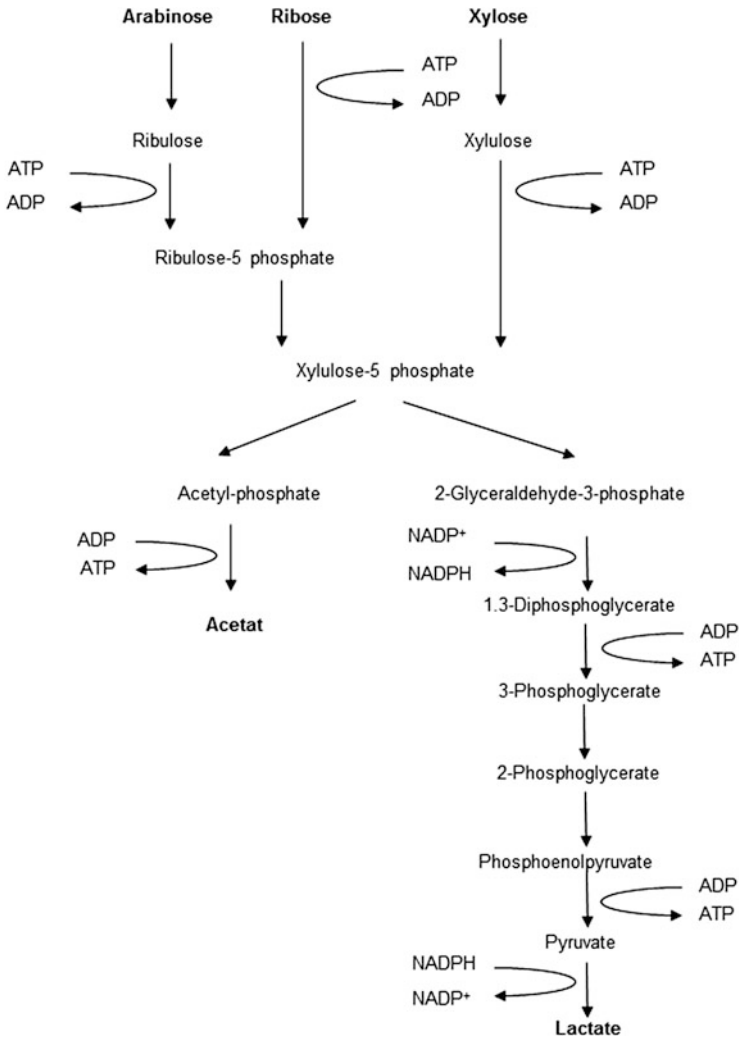 Arabinose Ribose Xylose
ATP
ADP
Ribulose Xylulose
ATP
ADP
ATP
ADP
Ribulose-5 phosphate
Xylulose-5 phosphate
Acetyl-phosphate 2-Glyceraldehyde-3-phosphate
ADP
ATP
NADP⁺
NADPH
Acetat
1.3-Diphosphoglycerate
ADP
ATP
3-Phosphoglycerate
2-Phosphoglycerate
Phosphoenolpyruvate
ADP
ATP
Pyruvate
NADPH
NADP⁺
Lactate